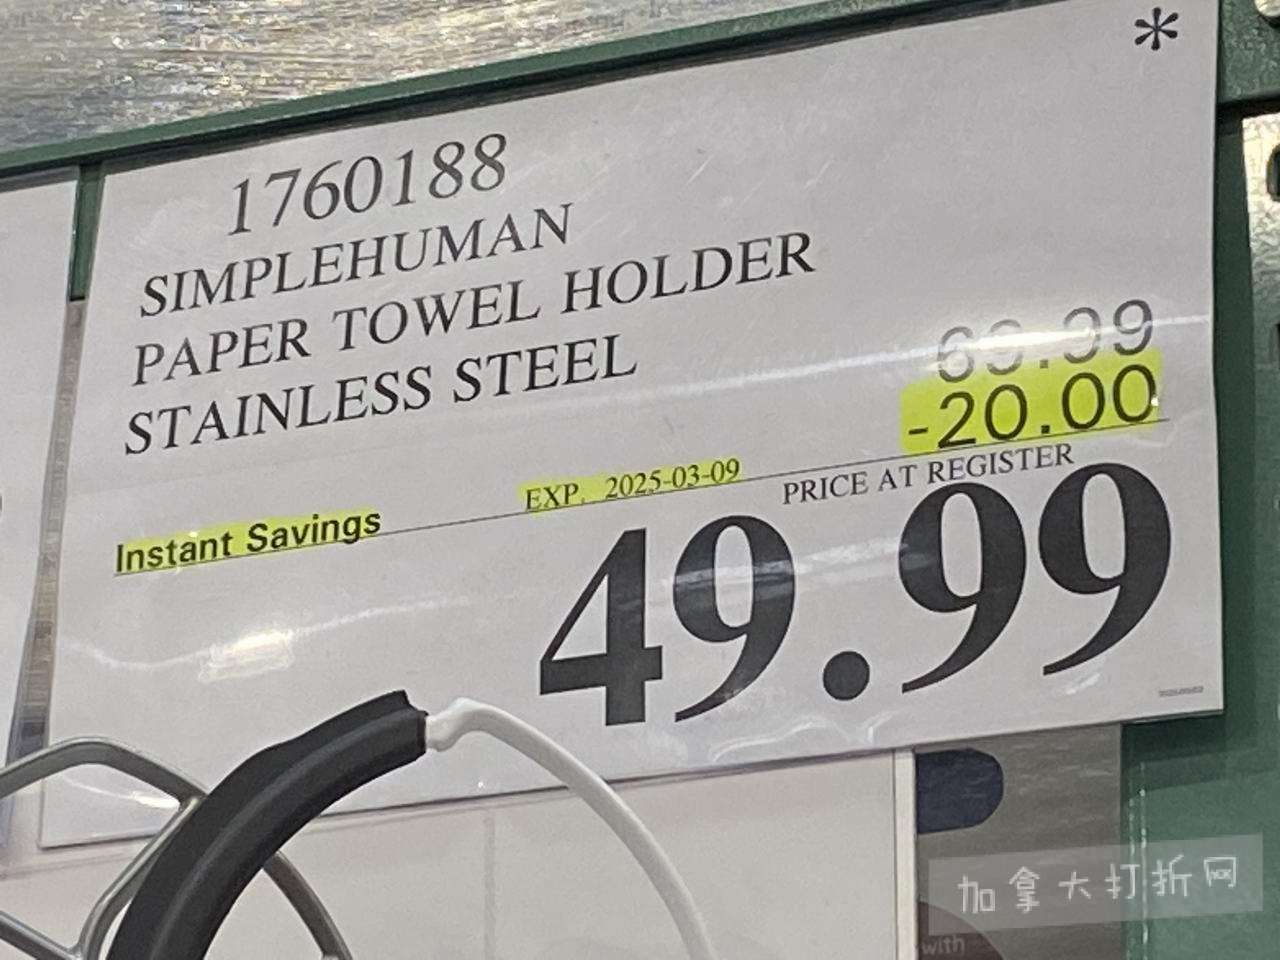 *
1760188
SIMPLEHUMAN
PAPER TOWEL HOLDER
STAINLESS STEEL
69.99
-20.00
Instant Savings
EXP. 2025-03-09
PRICE AT REGISTER
49.99
加拿大打折网
with